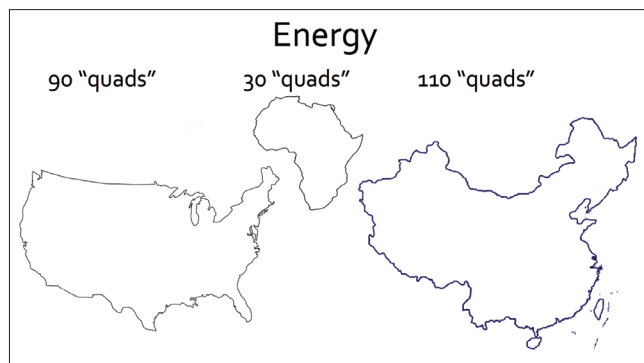 Energy
90 “quads” 30 “quads” 110 “quads”